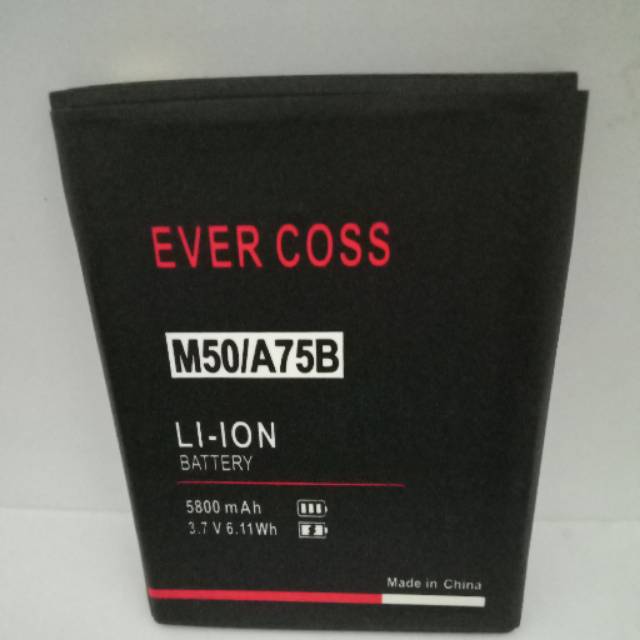 EVER COSS
M50/A75B
LI-ION
BATTERY
5800 mAh
3.7 V 6.11Wh
Made in China